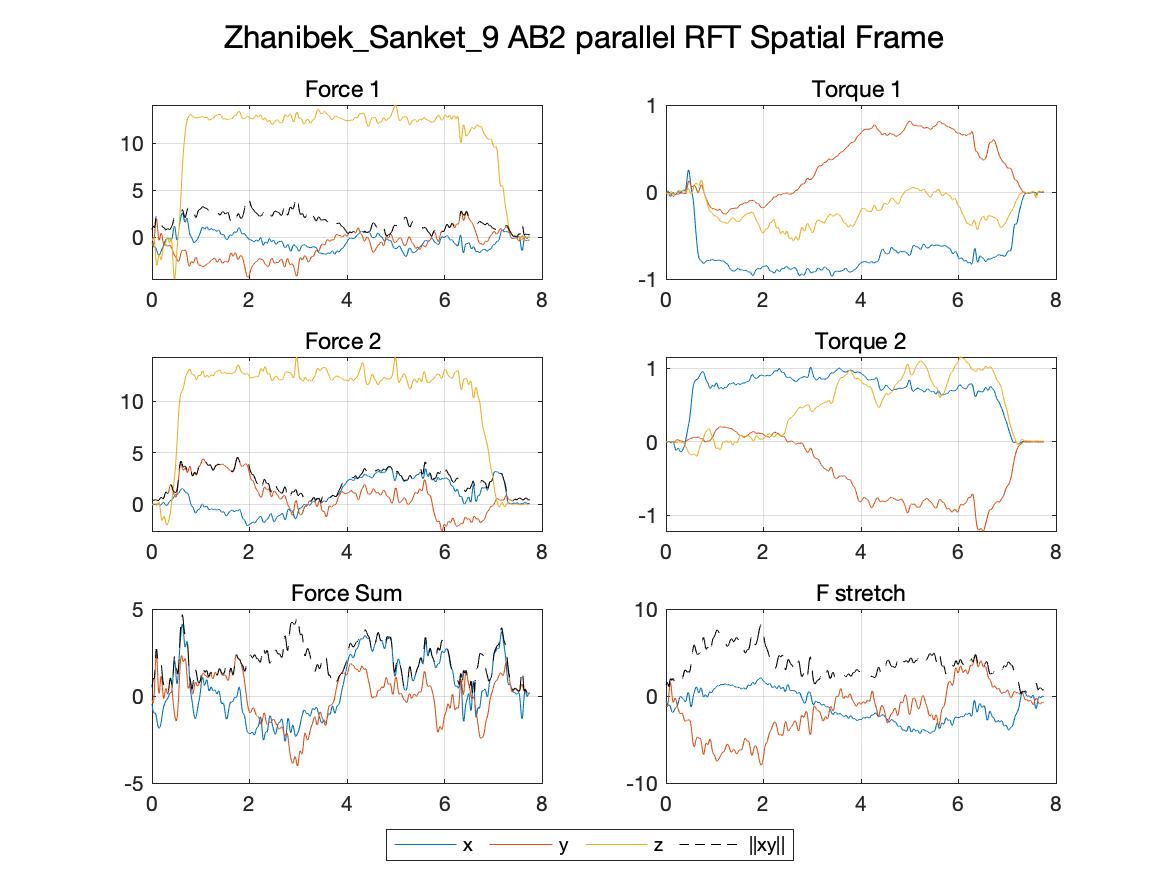 Zhanibek_Sanket_9 AB2 parallel RFT Spatial Frame
Force 1
10
5
0
0 2 4 6 8
Torque 1
1
0
-1
0 2 4 6 8
Force 2
10
5
0
0 2 4 6 8
Torque 2
1
0
-1
0 2 4 6 8
Force Sum
5
0
-5
0 2 4 6 8
F stretch
10
0
-10
0 2 4 6 8
x y z ||xy||